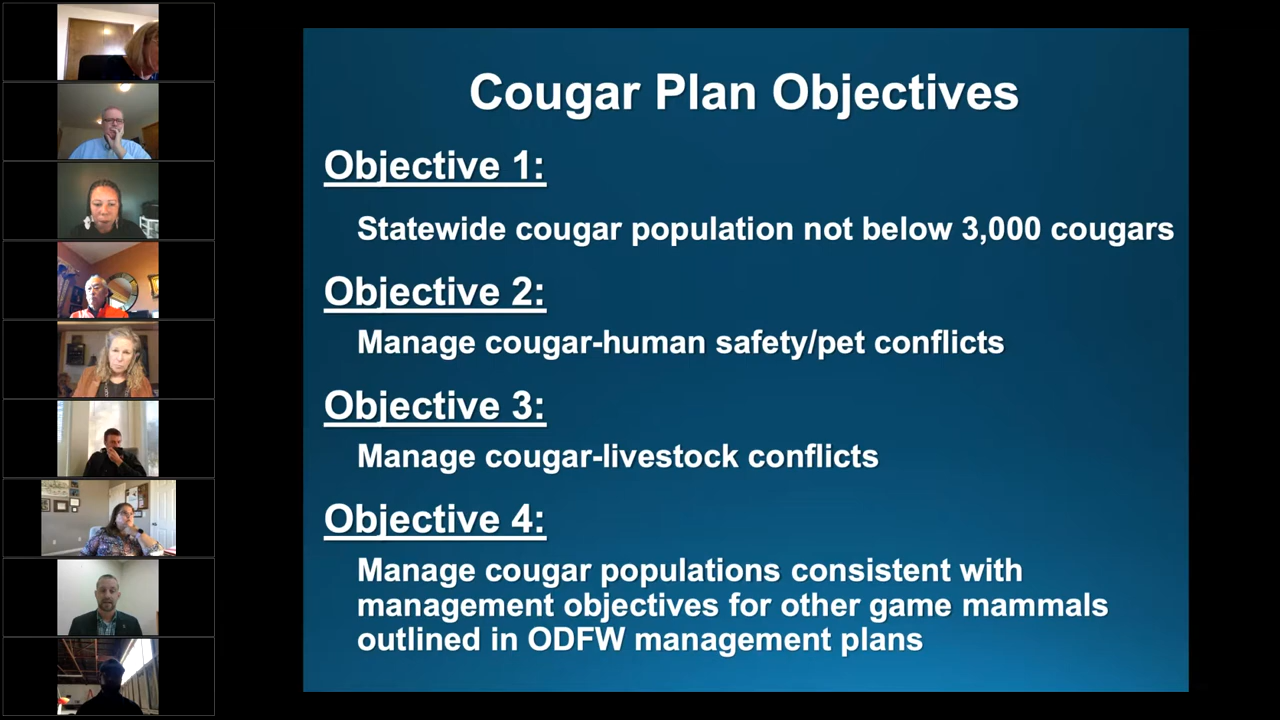 Cougar Plan Objectives
Objective 1:
Statewide cougar population not below 3,000 cougars
Objective 2:
Manage cougar-human safety/pet conflicts
Objective 3:
Manage cougar-livestock conflicts
Objective 4:
Manage cougar populations consistent with
management objectives for other game mammals
outlined in ODFW management plans